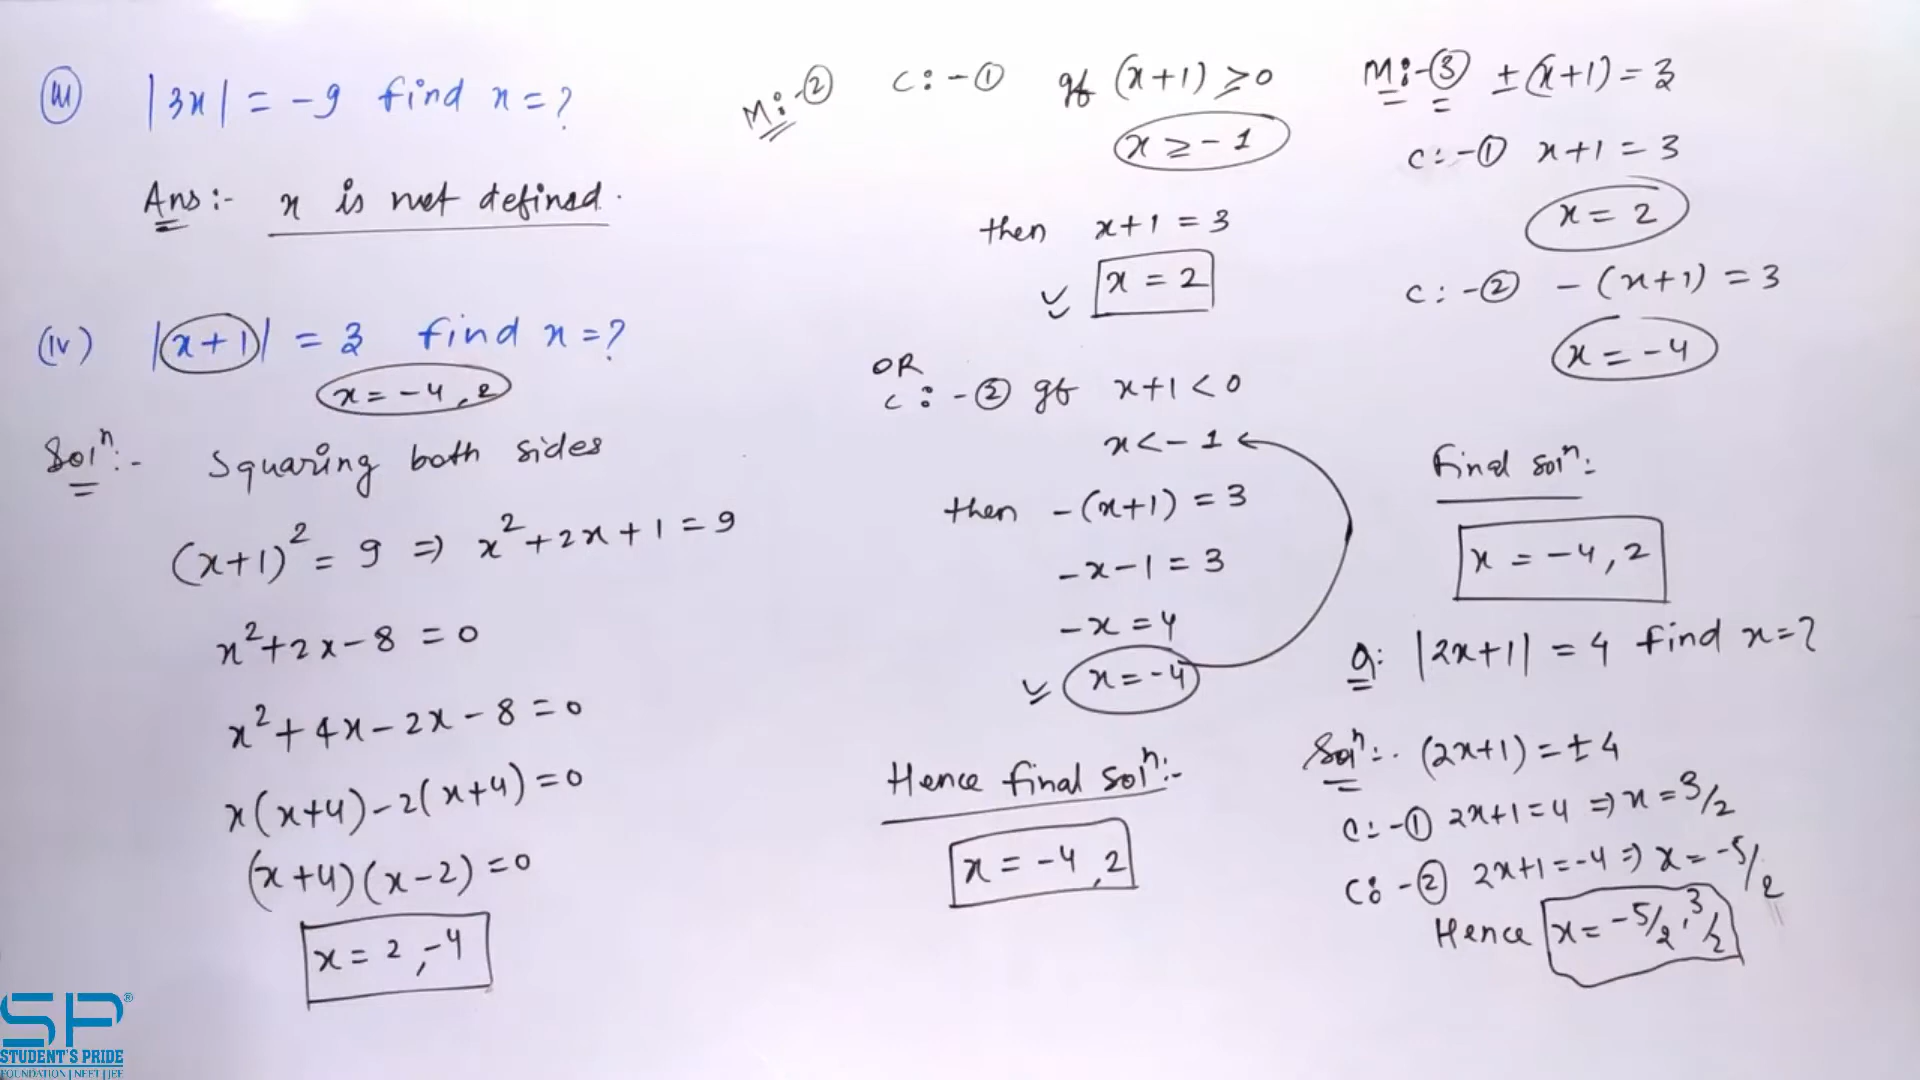 (iii) |3x| = -9 find x = ?
Ans:- x is not defined.
(iv) |x+1| = 3 find x = ?
x = -4, 2
Solⁿ:- Squaring both sides
(x+1)² = 9 ⇒ x² + 2x + 1 = 9
x² + 2x - 8 = 0
x² + 4x - 2x - 8 = 0
x(x+4) - 2(x+4) = 0
(x+4)(x-2) = 0
x = 2, -4
M:-② C:-① If (x+1) ≥ 0
x ≥ -1
then x+1 = 3
x = 2
OR
C:-② If x+1 < 0
x < -1
then -(x+1) = 3
-x-1 = 3
-x = 4
x = -4
Hence final solⁿ:-
x = -4, 2
M:-③ ±(x+1) = 3
C:-① x+1 = 3
x = 2
C:-② -(x+1) = 3
x = -4
Final solⁿ:
x = -4, 2
Q: |2x+1| = 4 find x = ?
Solⁿ:- (2x+1) = ±4
C:-① 2x+1 = 4 ⇒ x = 3/2
C:-② 2x+1 = -4 ⇒ x = -5/2
Hence x = -5/2, 3/2
SP®
STUDENT'S PRIDE
FOUNDATION | NEET | JEE